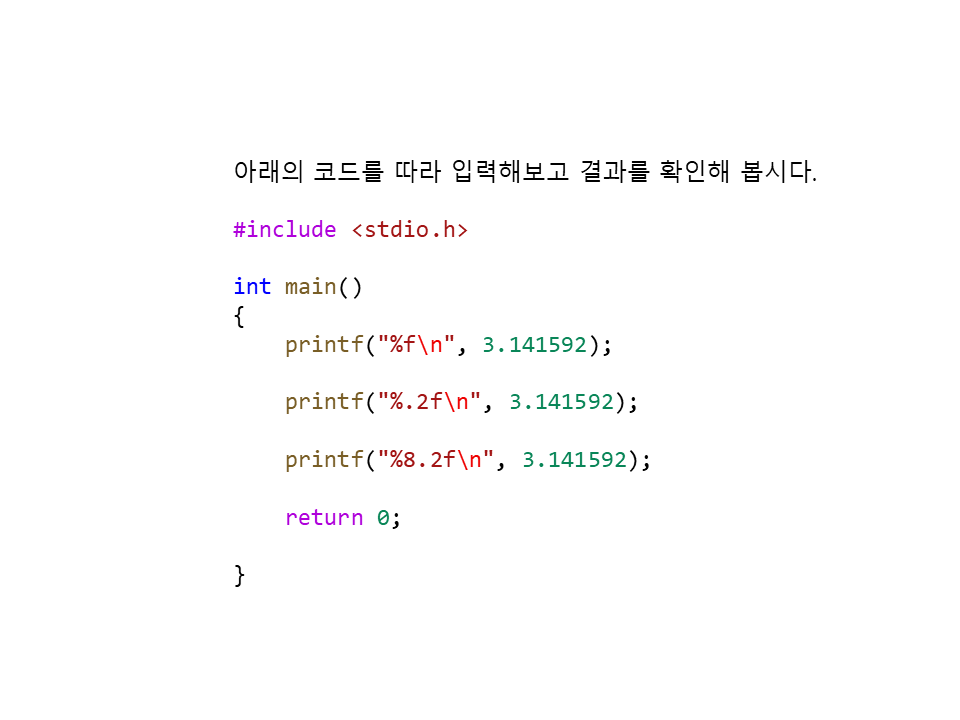 아래의 코드를 따라 입력해보고 결과를 확인해 봅시다.
#include <stdio.h>
int main()
{
    printf("%f\n", 3.141592);
    printf("%.2f\n", 3.141592);
    printf("%8.2f\n", 3.141592);
    return 0;
}